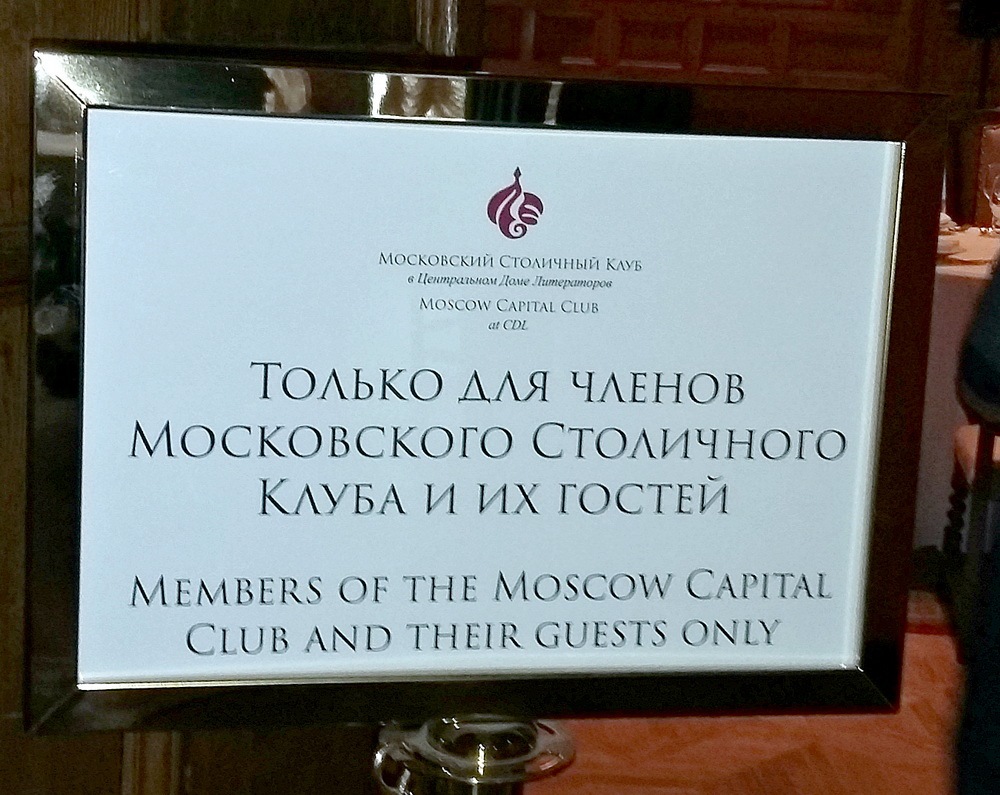 Московский Столичный Клуб
в Центральном Доме Литераторов
Moscow Capital Club
at CDL
Только для членов
Московского Столичного
Клуба и их гостей
Members of the Moscow Capital
Club and their guests only